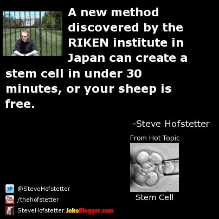 A new method
discovered by the
RIKEN institute in
Japan can create a
stem cell in under 30
minutes, or your sheep is
free.
-Steve Hofstetter
From Hot Topic
Stem Cell
@SteveHofstetter
/thehofstetter
SteveHofstetter.JokeBlogger.com